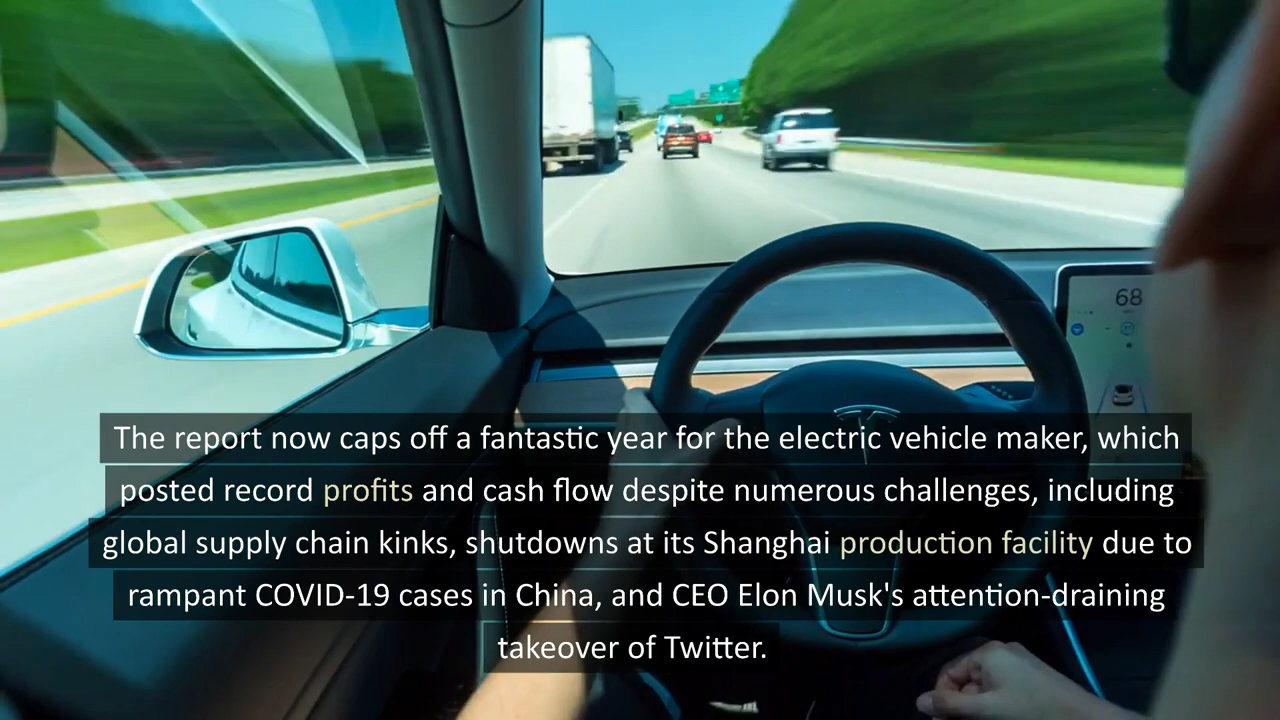 68
The report now caps off a fantastic year for the electric vehicle maker, which
posted record profits and cash flow despite numerous challenges, including
global supply chain kinks, shutdowns at its Shanghai production facility due to
rampant COVID-19 cases in China, and CEO Elon Musk's attention-draining
takeover of Twitter.